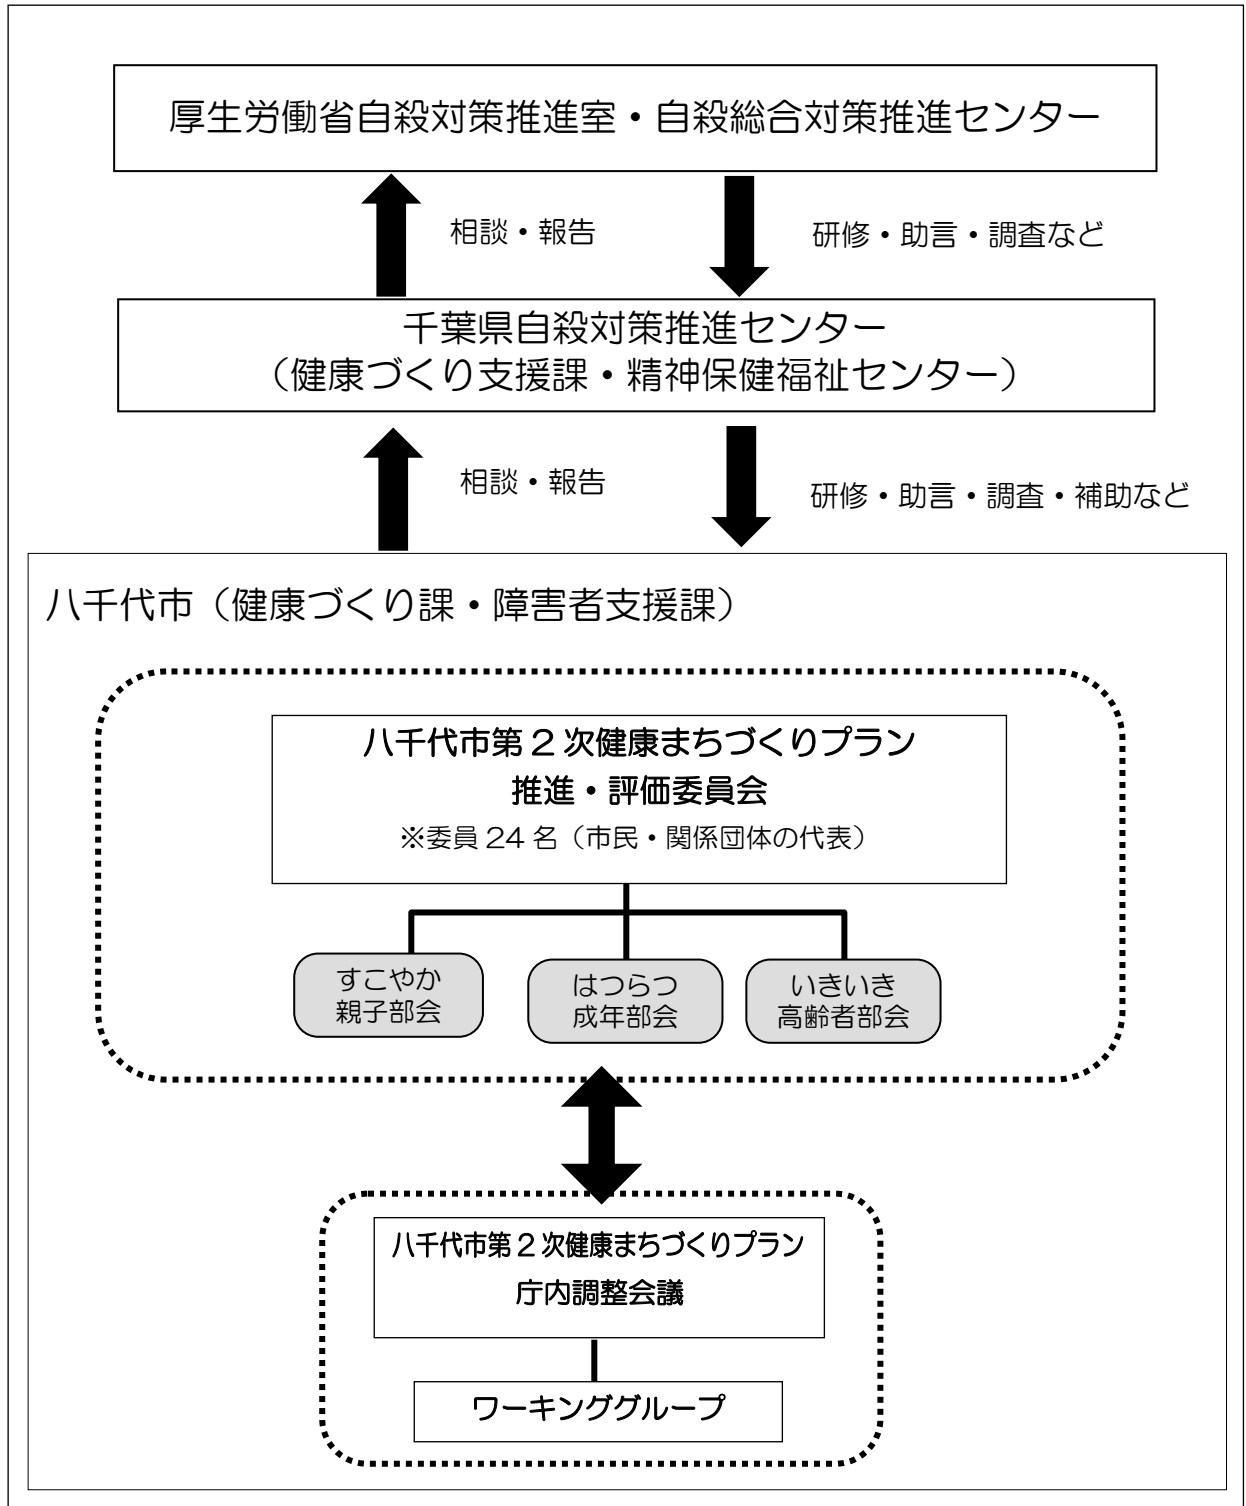 厚生労働省自殺対策推進室・自殺総合対策推進センター
相談・報告
研修・助言・調査など
千葉県自殺対策推進センター
（健康づくり支援課・精神保健福祉センター）
相談・報告
研修・助言・調査・補助など
八千代市（健康づくり課・障害者支援課）
八千代市第２次健康まちづくりプラン
推進・評価委員会
※委員 24 名（市民・関係団体の代表）
すこやか
親子部会
はつらつ
成年部会
いきいき
高齢者部会
八千代市第２次健康まちづくりプラン
庁内調整会議
ワーキンググループ